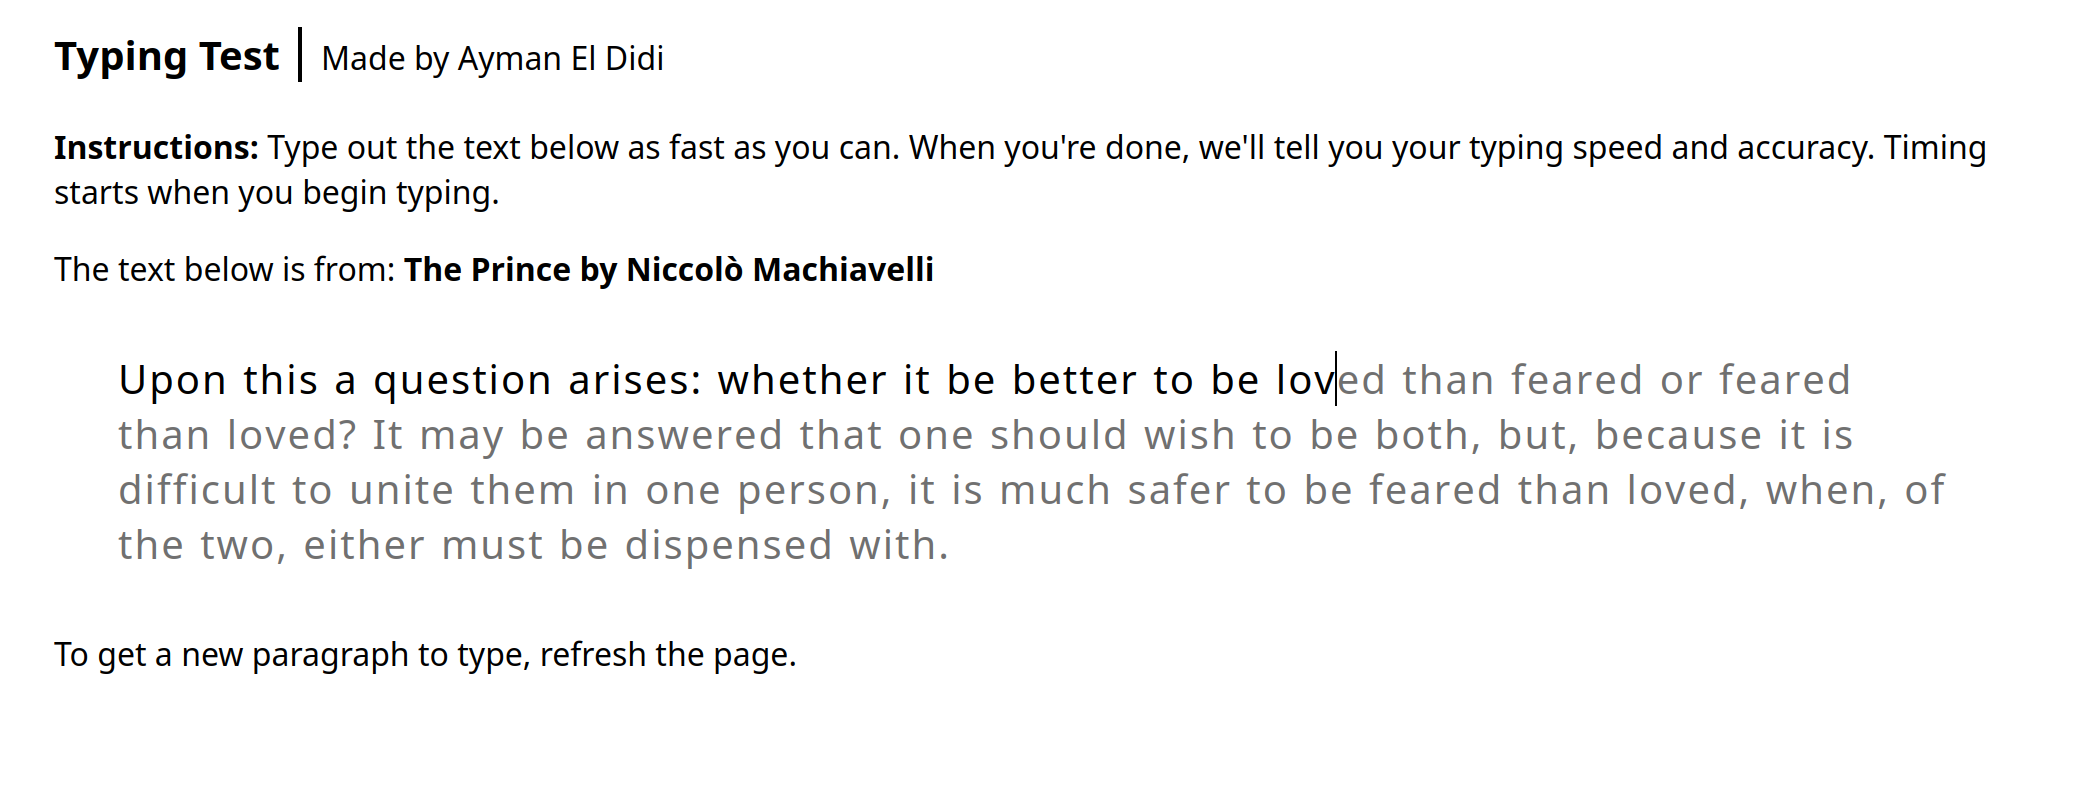 Typing Test | Made by Ayman El Didi
Instructions: Type out the text below as fast as you can. When you're done, we'll tell you your typing speed and accuracy. Timing
starts when you begin typing.
The text below is from: The Prince by Niccolò Machiavelli
Upon this a question arises: whether it be better to be loved than feared or feared
than loved? It may be answered that one should wish to be both, but, because it is
difficult to unite them in one person, it is much safer to be feared than loved, when, of
the two, either must be dispensed with.
To get a new paragraph to type, refresh the page.